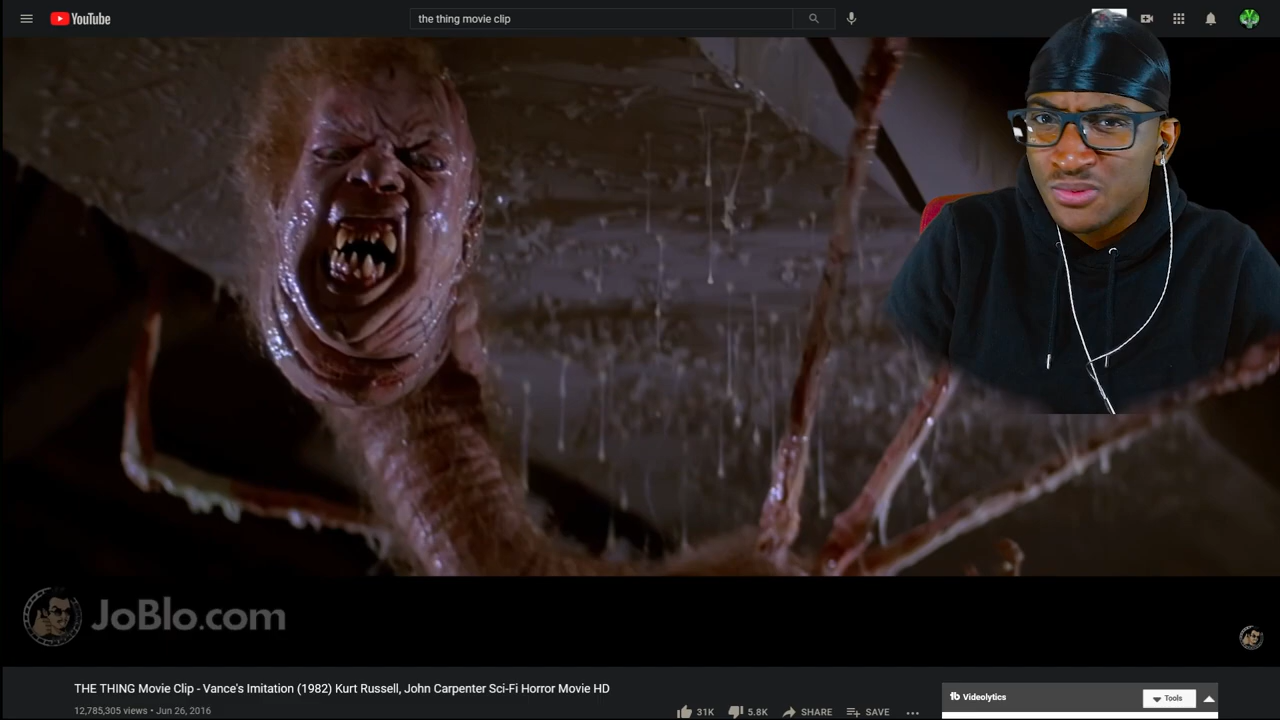 YouTube
the thing movie clip
JoBlo.com
THE THING Movie Clip - Vance's Imitation (1982) Kurt Russell, John Carpenter Sci-Fi Horror Movie HD
12,785,305 views • Jun 26, 2016
31K
5.8K
SHARE
SAVE
tb Videolytics
Tools